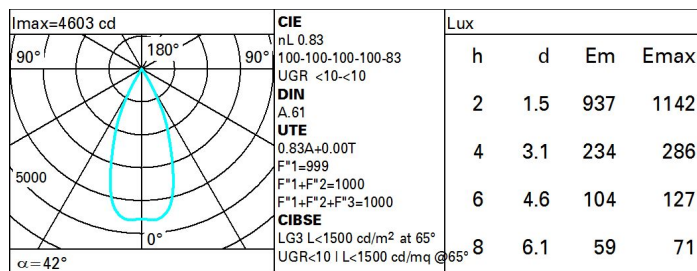 Imax=4603 cd
90°
180°
90°
5000
0°
α=42°
CIE
nL 0.83
100-100-100-100-83
UGR <10-<10
DIN
A.61
UTE
0.83A+0.00T
F"1=999
F"1+F"2=1000
F"1+F"2+F"3=1000
CIBSE
LG3 L<1500 cd/m² at 65°
UGR<10 | L<1500 cd/mq @65°
Lux
h d Em Emax
2 1.5 937 1142
4 3.1 234 286
6 4.6 104 127
8 6.1 59 71